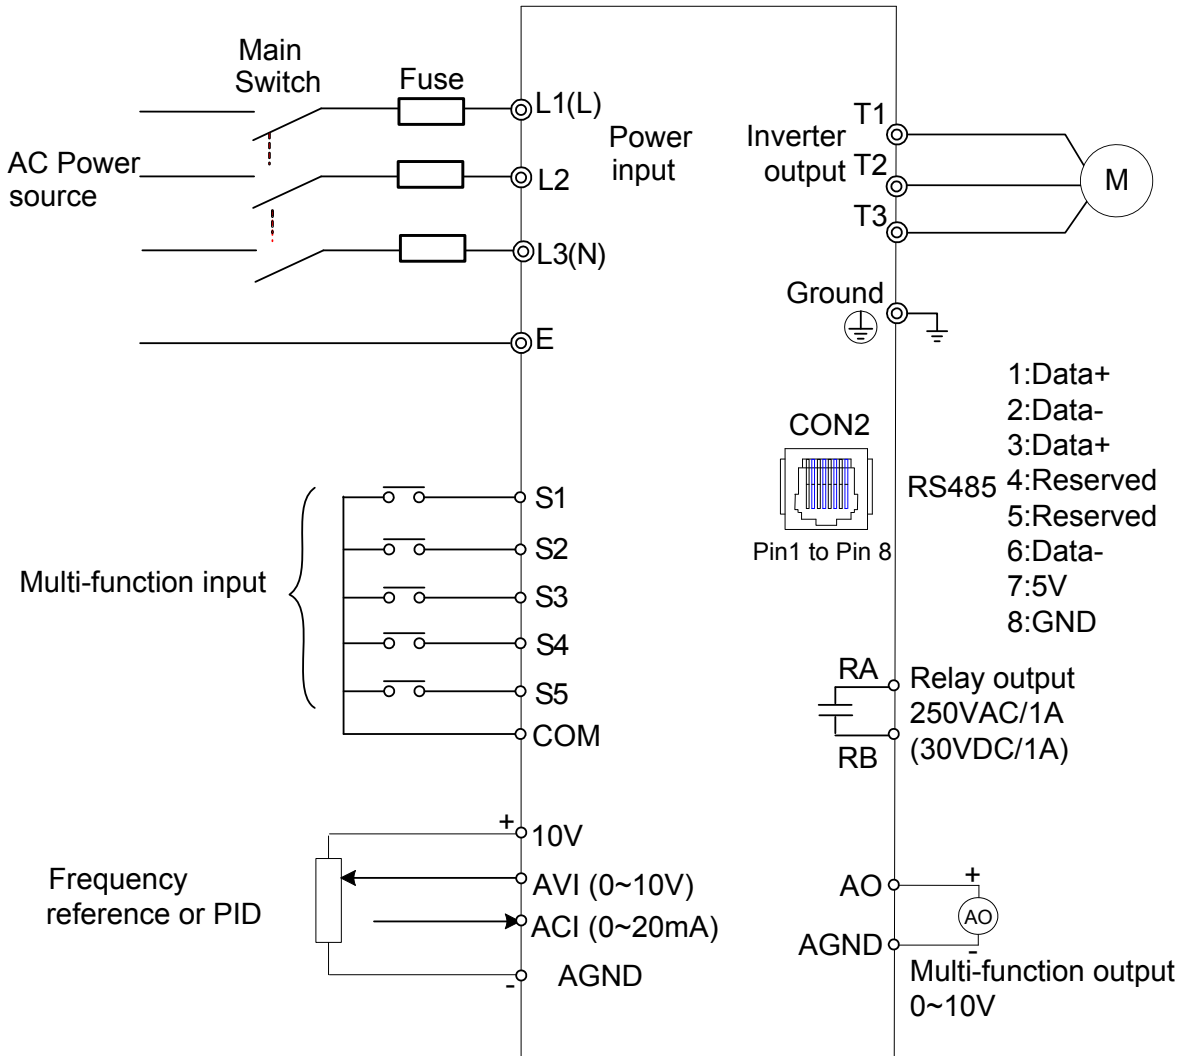 Main
Switch
Fuse
AC Power
source
L1(L)
L2
L3(N)
E
Power
input
Inverter
output
T1
T2
T3
M
Ground
CON2
Pin1 to Pin 8
RS485
1:Data+
2:Data-
3:Data+
4:Reserved
5:Reserved
6:Data-
7:5V
8:GND
Multi-function input
S1
S2
S3
S4
S5
COM
RA
RB
Relay output
250VAC/1A
(30VDC/1A)
Frequency
reference or PID
+
10V
AVI (0~10V)
ACI (0~20mA)
-
AGND
AO
AGND
+
AO
-
Multi-function output
0~10V